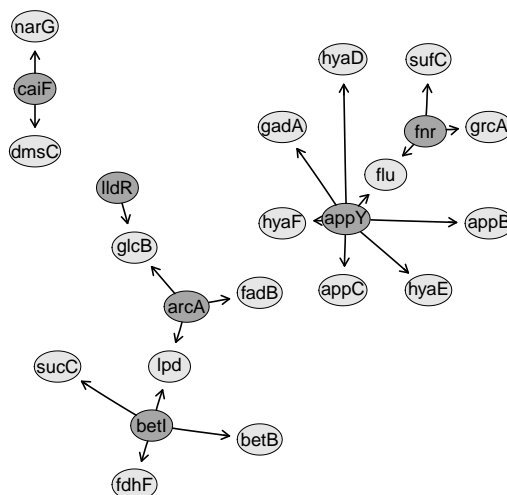 narG
hyaD
sufC
caiF
gadA
fnr
grcA
dmsC
flu
lldR
hyaF
appY
appB
glcB
appC
hyaE
fadB
arcA
sucC
lpd
betI
betB
fdhF